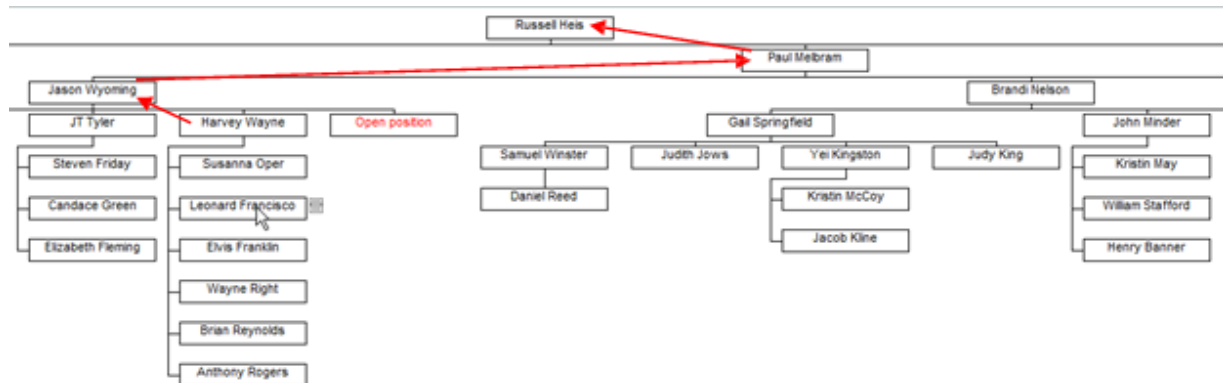 Russell Heis
Paul Melbram
Jason Wyoming
Brandi Nelson
JT Tyler
Harvey Wayne
Open position
Gail Springfield
John Minder
Samuel Winster
Judith Jows
Yei Kingston
Judy King
Steven Friday
Susanna Oper
Kristin May
Daniel Reed
Kristin McCoy
Candace Green
Leonard Francisco
William Stafford
Jacob Kline
Elizabeth Fleming
Elvis Franklin
Henry Banner
Wayne Right
Brian Reynolds
Anthony Rogers